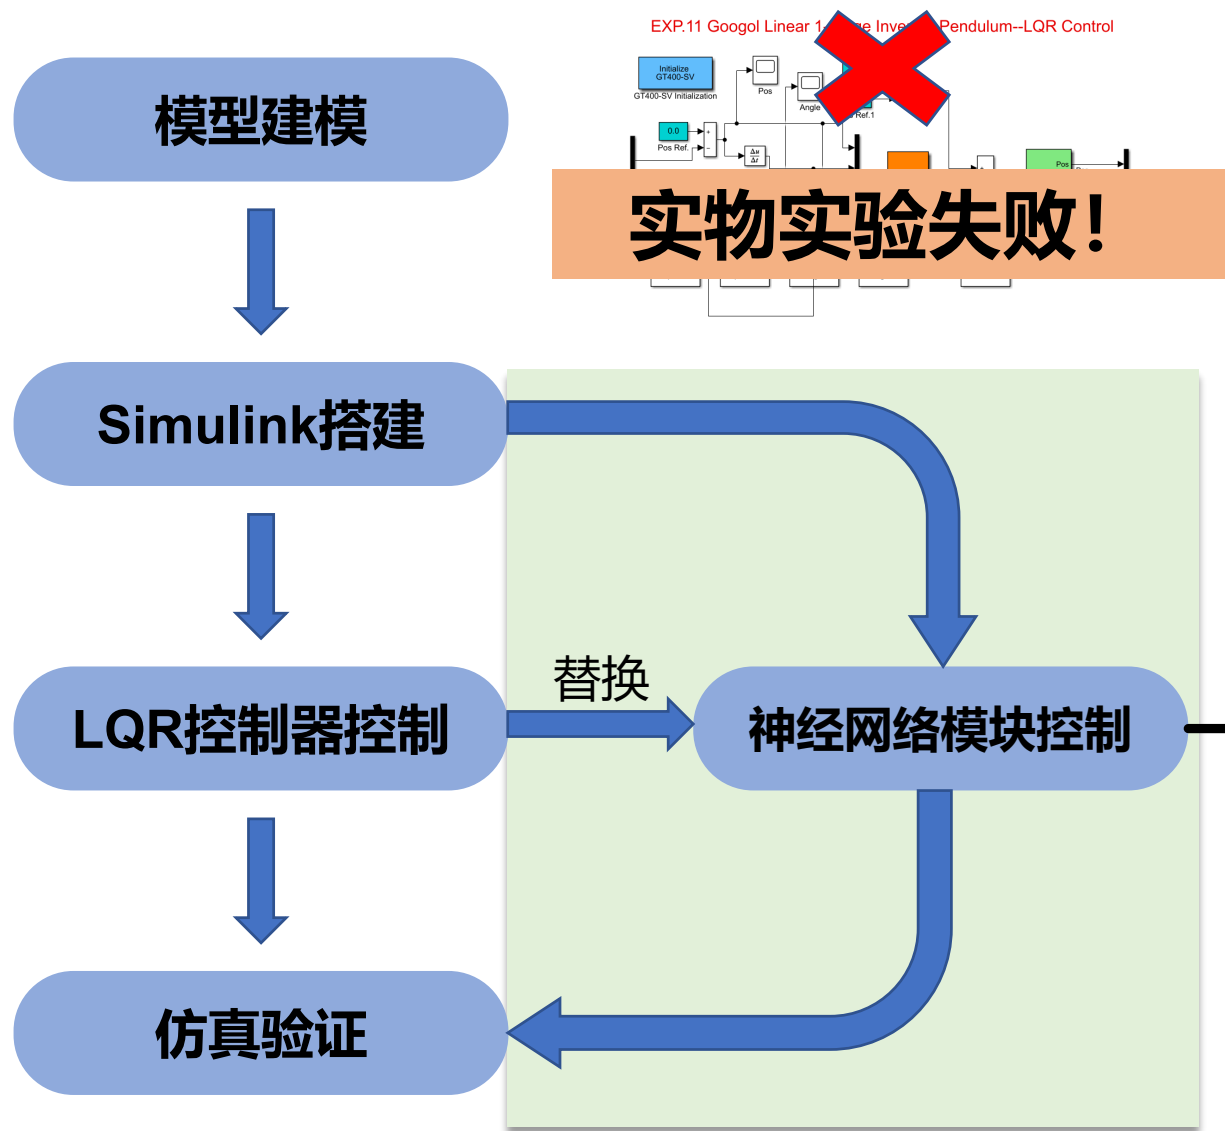 EXP.11 Googol Linear 1-
Pendulum--LQR Control
Initialize
GT400-SV
GT400-SV Initialization
Pos
Angle
Ref.1
0.0
+
−
Pos Ref.
Δu
Δt
Pos
实物实验失败！
模型建模
Simulink搭建
LQR控制器控制
替换
神经网络模块控制
仿真验证